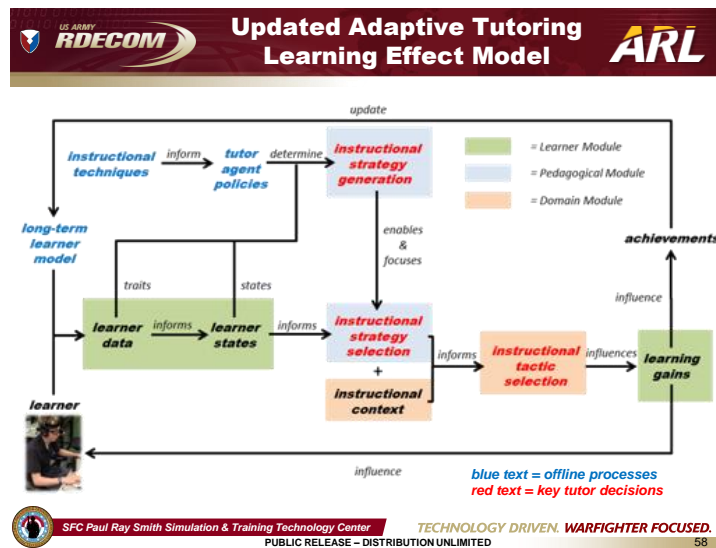 US ARMY
RDECOM
Updated Adaptive Tutoring
Learning Effect Model
ARL
update
instructional
techniques
inform
tutor
agent
policies
determine
instructional
strategy
generation
= Learner Module
= Pedagogical Module
= Domain Module
long-term
learner
model
enables
&
focuses
achievements
traits
states
influence
learner
data
informs
learner
states
informs
instructional
strategy
selection
+
instructional
context
informs
instructional
tactic
selection
influences
learning
gains
learner
influence
blue text = offline processes
red text = key tutor decisions
SFC Paul Ray Smith Simulation & Training Technology Center
TECHNOLOGY DRIVEN. WARFIGHTER FOCUSED.
PUBLIC RELEASE – DISTRIBUTION UNLIMITED
58